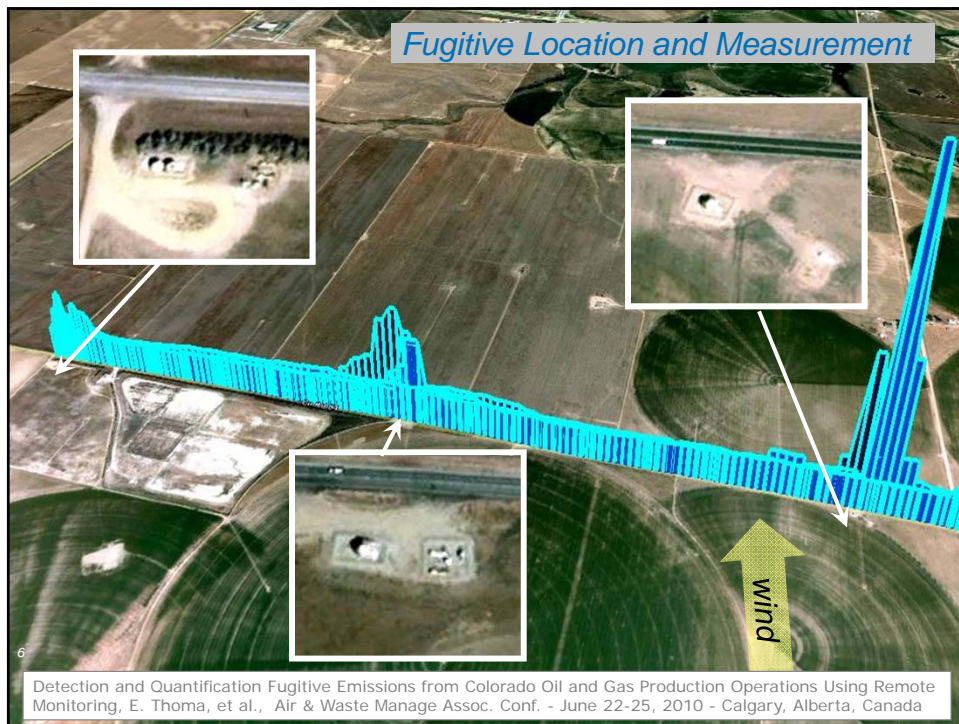 Fugitive Location and Measurement
wind
6
Detection and Quantification Fugitive Emissions from Colorado Oil and Gas Production Operations Using Remote
Monitoring, E. Thoma, et al., Air & Waste Manage Assoc. Conf. - June 22-25, 2010 - Calgary, Alberta, Canada